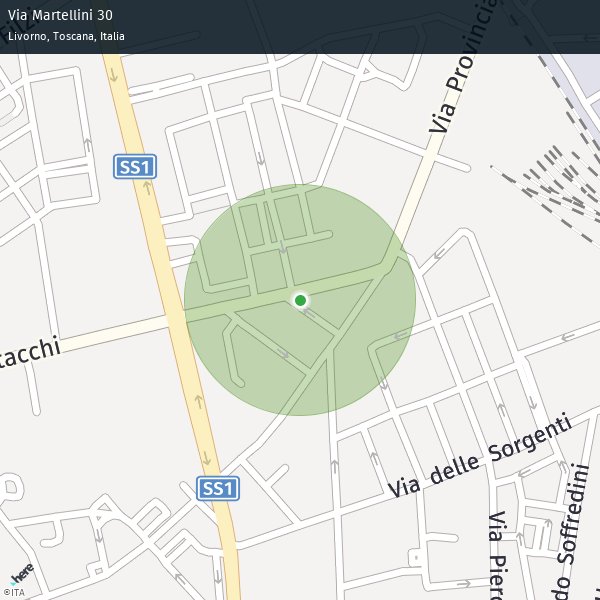 Via Martellini 30
Livorno, Toscana, Italia
Via Provincia
SS1
tacchi
SS1
Via delle Sorgenti
Via Piero
do Soffredini
here
©ITA